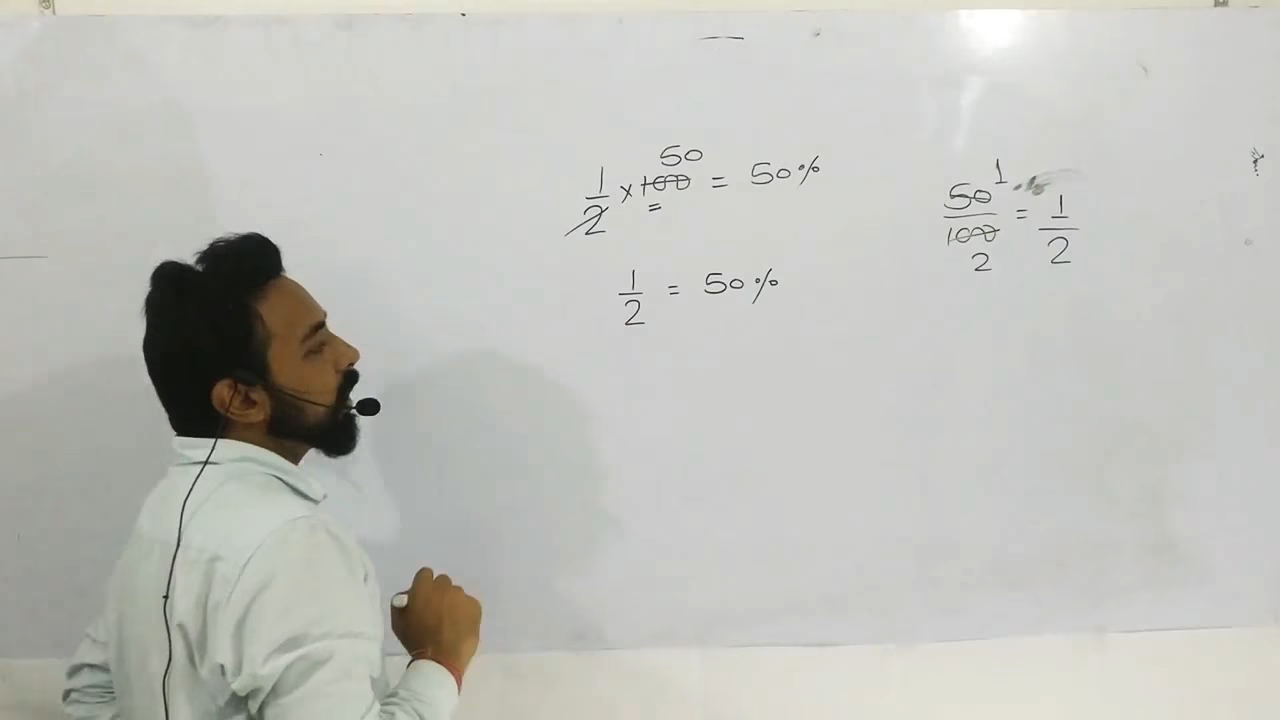 50
1/2 × 100 = 50%
1/2 = 50%
1
50/100 = 1/2
2